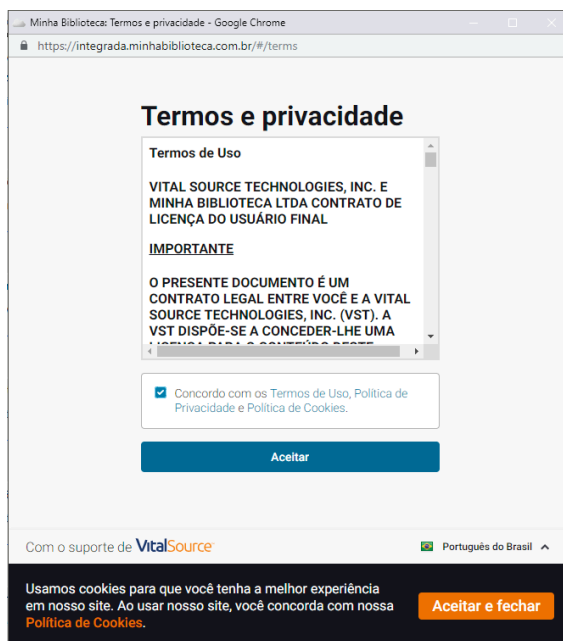 Minha Biblioteca: Termos e privacidade - Google Chrome
https://integrada.minhabiblioteca.com.br/#/terms
Termos e privacidade
Termos de Uso
VITAL SOURCE TECHNOLOGIES, INC. E
MINHA BIBLIOTECA LTDA CONTRATO DE
LICENÇA DO USUÁRIO FINAL
IMPORTANTE
O PRESENTE DOCUMENTO É UM
CONTRATO LEGAL ENTRE VOCÊ E A VITAL
SOURCE TECHNOLOGIES, INC. (VST). A
VST DISPÕE-SE A CONCEDER-LHE UMA
LICENÇA PARA O CONTEÚDO DESTE
Concordo com os Termos de Uso, Política de
Privacidade e Política de Cookies.
Aceitar
Com o suporte de VitalSource
Português do Brasil
Usamos cookies para que você tenha a melhor experiência
em nosso site. Ao usar nosso site, você concorda com nossa
Política de Cookies.
Aceitar e fechar